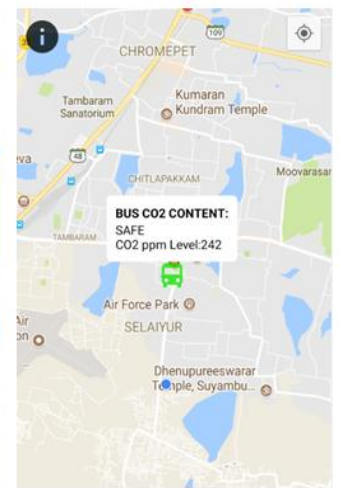 i
109
CHROMEPET
Kumaran
Kundram Temple
Tambaram
Sanatorium
eva
48
Moovarasan
CHITLAPAKKAM
BUS CO2 CONTENT:
SAFE
CO2 ppm Level:242
TAMBARAM
Air Force Park
SELAIYUR
Air
on
Dhenupureeswarar
Temple, Suyambu...